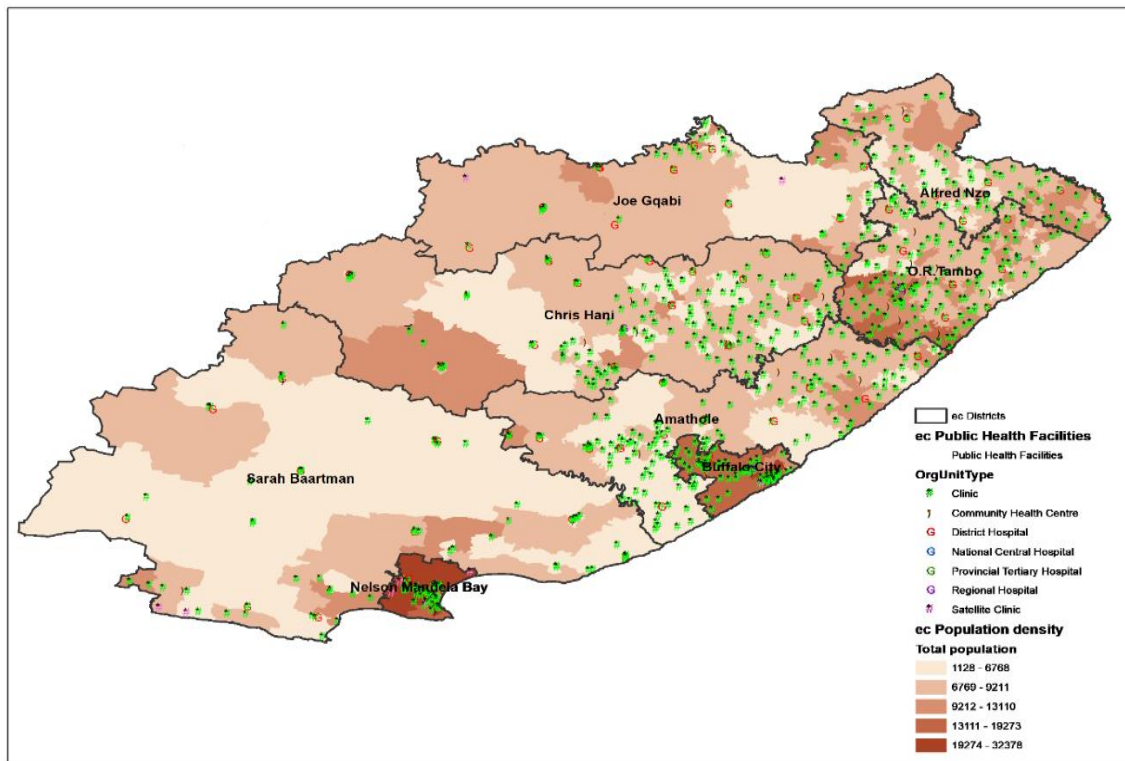 Joe Gqabi
Alfred Nzo
O.R.Tambo
Chris Hani
Amathole
Buffalo City
Sarah Baartman
Nelson Mandela Bay
ec Districts
ec Public Health Facilities
Public Health Facilities
OrgUnitType
Clinic
Community Health Centre
G District Hospital
G National Central Hospital
G Provincial Tertiary Hospital
G Regional Hospital
Satellite Clinic
ec Population density
Total population
1128 - 6768
6769 - 9211
9212 - 13110
13111 - 19273
19274 - 32378